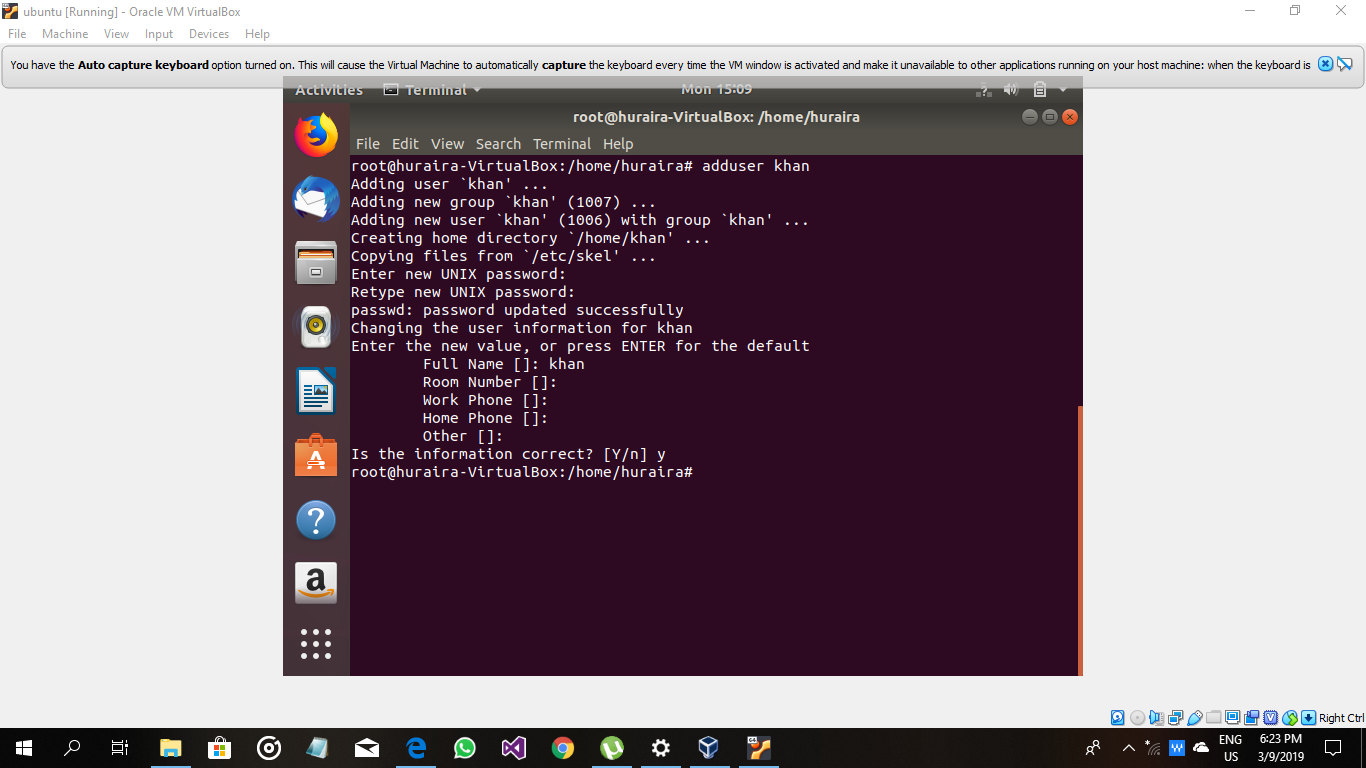 ubuntu [Running] - Oracle VM VirtualBox
File Machine View Input Devices Help
You have the Auto capture keyboard option turned on. This will cause the Virtual Machine to automatically capture the keyboard every time the VM window is activated and make it unavailable to other applications running on your host machine: when the keyboard is
Activities Terminal Mon 15:09
root@huraira-VirtualBox: /home/huraira
File Edit View Search Terminal Help
root@huraira-VirtualBox:/home/huraira# adduser khan
Adding user `khan' ...
Adding new group `khan' (1007) ...
Adding new user `khan' (1006) with group `khan' ...
Creating home directory `/home/khan' ...
Copying files from `/etc/skel' ...
Enter new UNIX password:
Retype new UNIX password:
passwd: password updated successfully
Changing the user information for khan
Enter the new value, or press ENTER for the default
Full Name []: khan
Room Number []:
Work Phone []:
Home Phone []:
Other []:
Is the information correct? [Y/n] y
root@huraira-VirtualBox:/home/huraira#
Right Ctrl
ENG 6:23 PM
US 3/9/2019